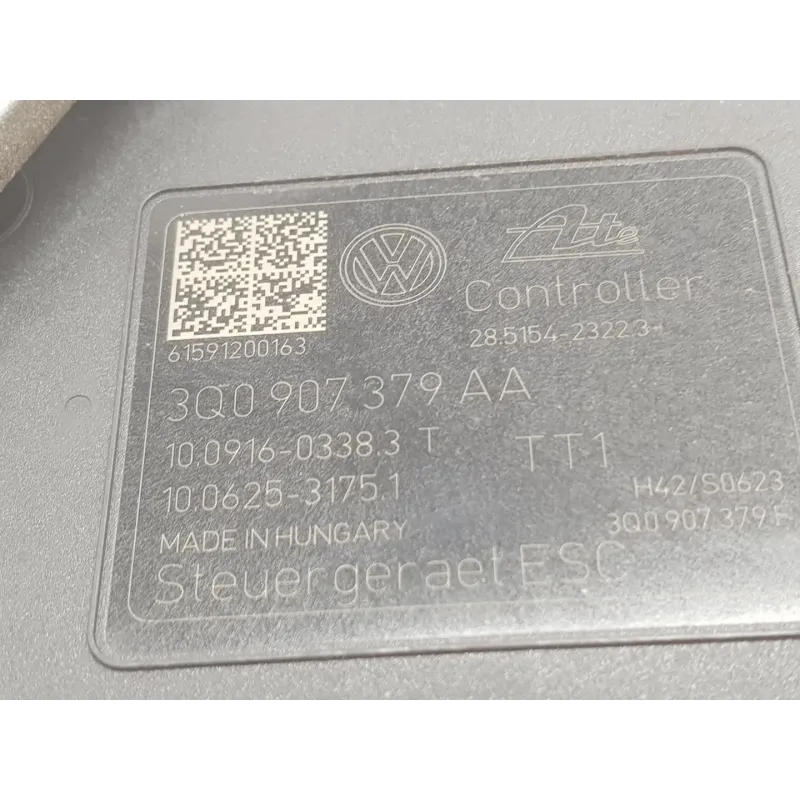 Ate
Controller
28.5154-2322.3
61591200163
3Q0 907 379 AA
10.0916-0338.3 T
TT1
10.0625-3175.1
H42/S0623
MADE IN HUNGARY
3Q0 907 379 F
Steuergeraet ESC